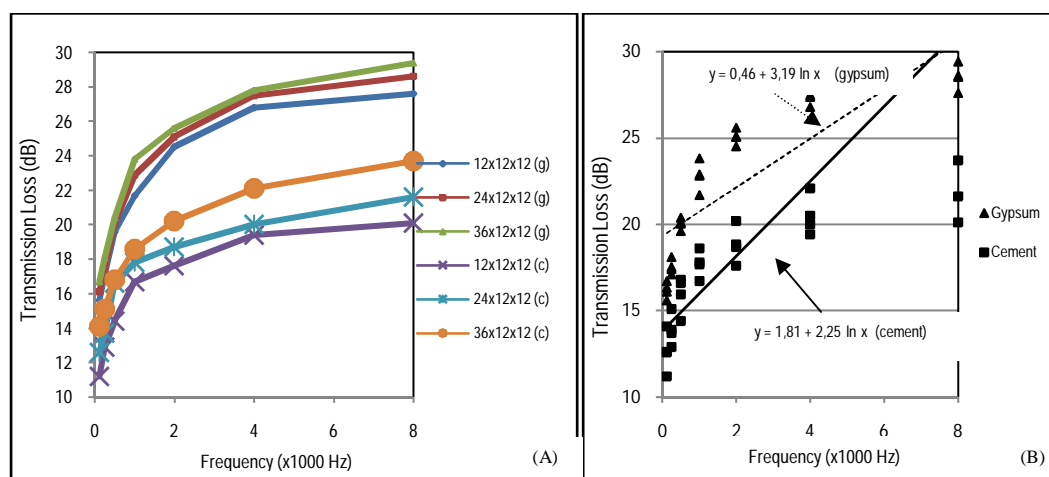 30
28
26
24
22
20
18
16
14
12
10
Transmission Loss (dB)
0
2
4
6
8
Frequency (x1000 Hz)
12x12x12 (g)
24x12x12 (g)
36x12x12 (g)
12x12x12 (c)
24x12x12 (c)
36x12x12 (c)
(A)
30
25
20
15
10
Transmission Loss (dB)
0
2
4
8
Frequency (x1000 Hz)
y = 0,46 + 3,19 ln x (gypsum)
y = 1,81 + 2,25 ln x (cement)
Gypsum
Cement
(B)